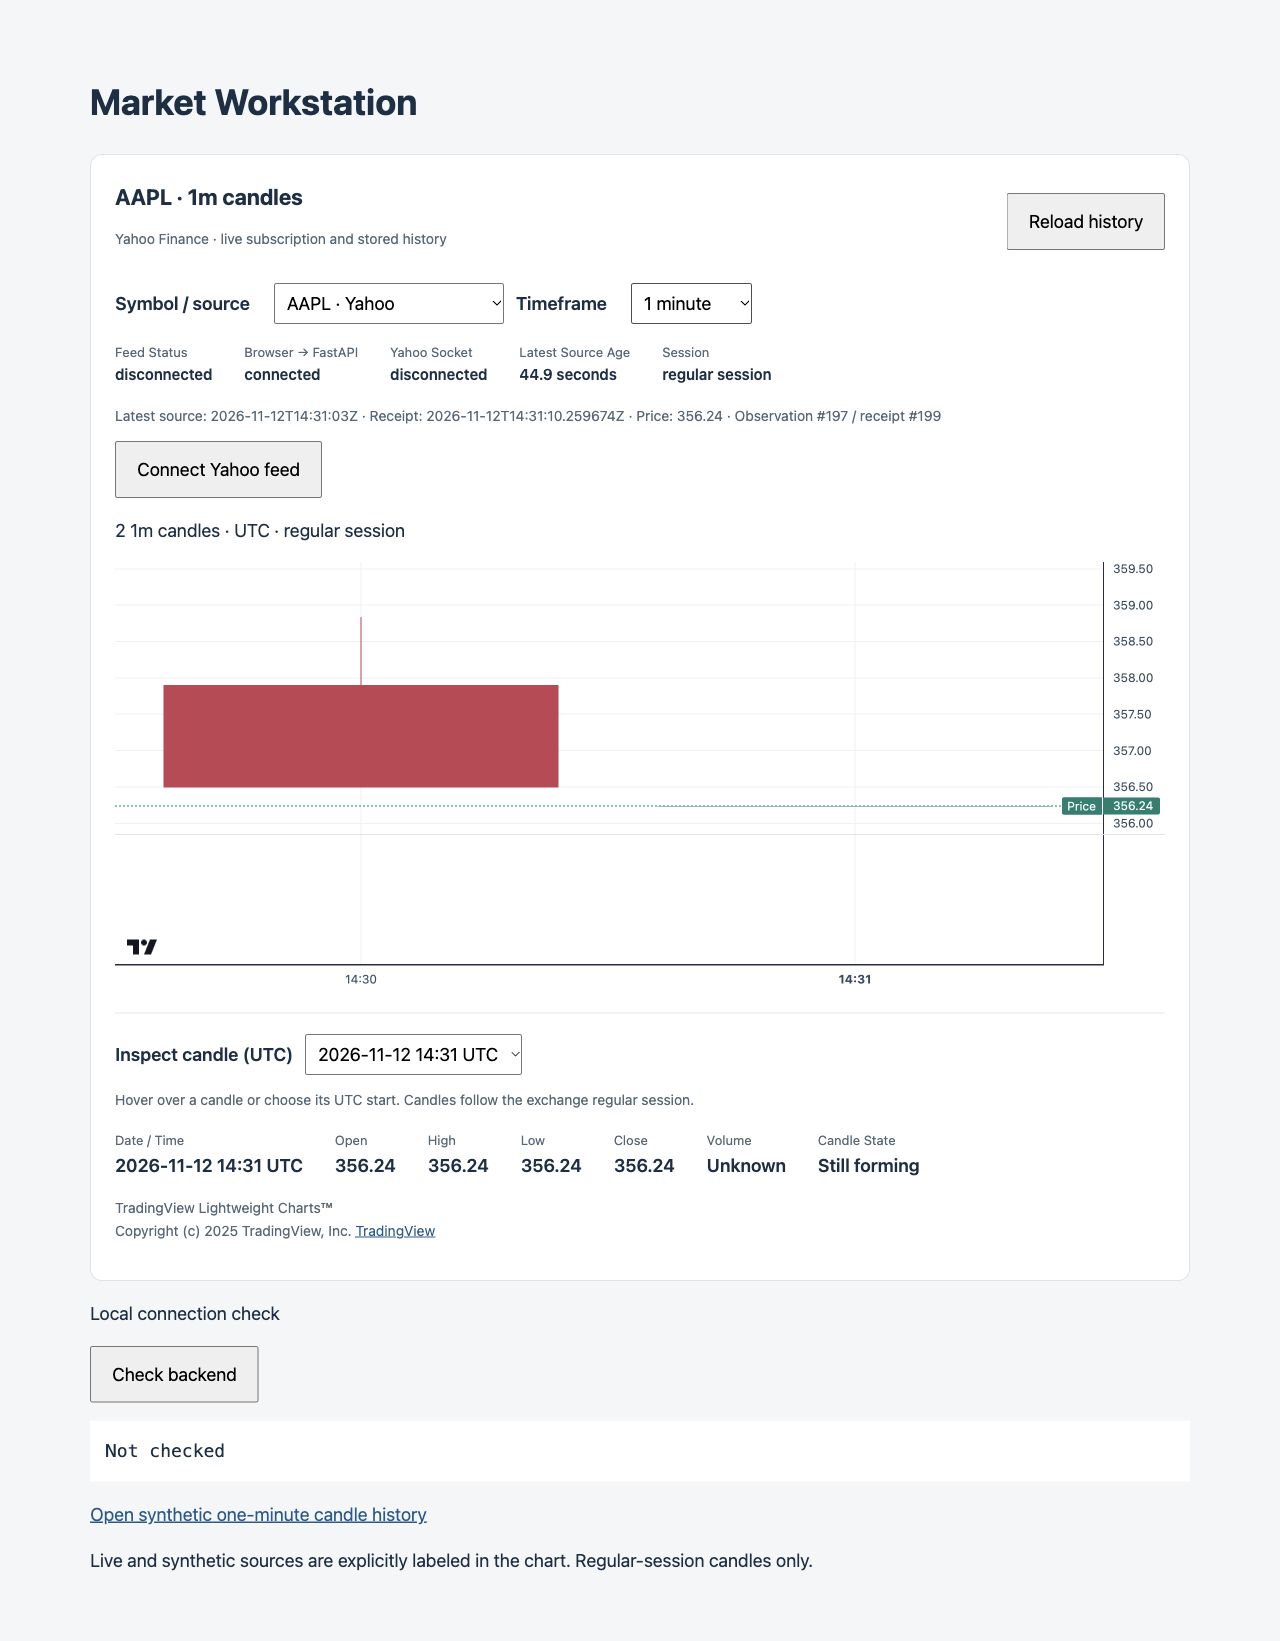 Market Workstation
AAPL · 1m candles
Yahoo Finance · live subscription and stored history
Reload history
Symbol / source
AAPL · Yahoo
Timeframe
1 minute
Feed Status
disconnected
Browser → FastAPI
connected
Yahoo Socket
disconnected
Latest Source Age
44.9 seconds
Session
regular session
Latest source: 2026-11-12T14:31:03Z · Receipt: 2026-11-12T14:31:10.259674Z · Price: 356.24 · Observation #197 / receipt #199
Connect Yahoo feed
2 1m candles · UTC · regular session
359.50
359.00
358.50
358.00
357.50
357.00
356.50
Price 356.24
356.00
14:30
14:31
Inspect candle (UTC)
2026-11-12 14:31 UTC
Hover over a candle or choose its UTC start. Candles follow the exchange regular session.
Date / Time
2026-11-12 14:31 UTC
Open
356.24
High
356.24
Low
356.24
Close
356.24
Volume
Unknown
Candle State
Still forming
TradingView Lightweight Charts™
Copyright (c) 2025 TradingView, Inc. TradingView
Local connection check
Check backend
Not checked
Open synthetic one-minute candle history
Live and synthetic sources are explicitly labeled in the chart. Regular-session candles only.